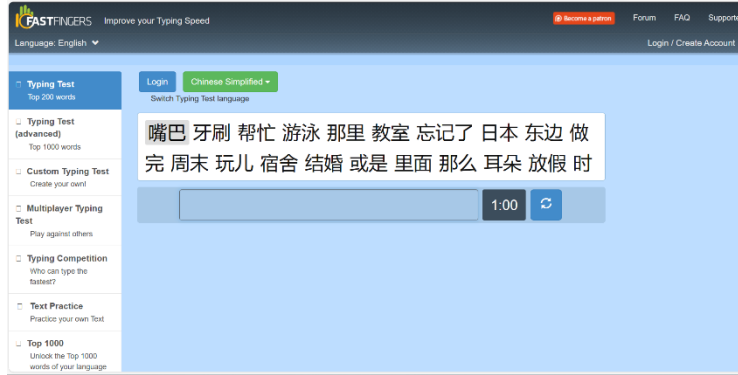 10FASTFINGERS Improve your Typing Speed
Become a patron
Forum FAQ
Language: English
Login / Create Account
Typing Test
Top 200 words
Typing Test
(advanced)
Top 1000 words
Custom Typing Test
Create your own!
Multiplayer Typing
Test
Play against others
Typing Competition
Who can type the
fastest?
Text Practice
Practice your own Text
Top 1000
Unlock the Top 1000
words of your language
Login Chinese Simplified
Switch Typing Test language
嘴巴 牙刷 帮忙 游泳 那里 教室 忘记了 日本 东边 做
完 周末 玩儿 宿舍 结婚 或是 里面 那么 耳朵 放假 时
1:00